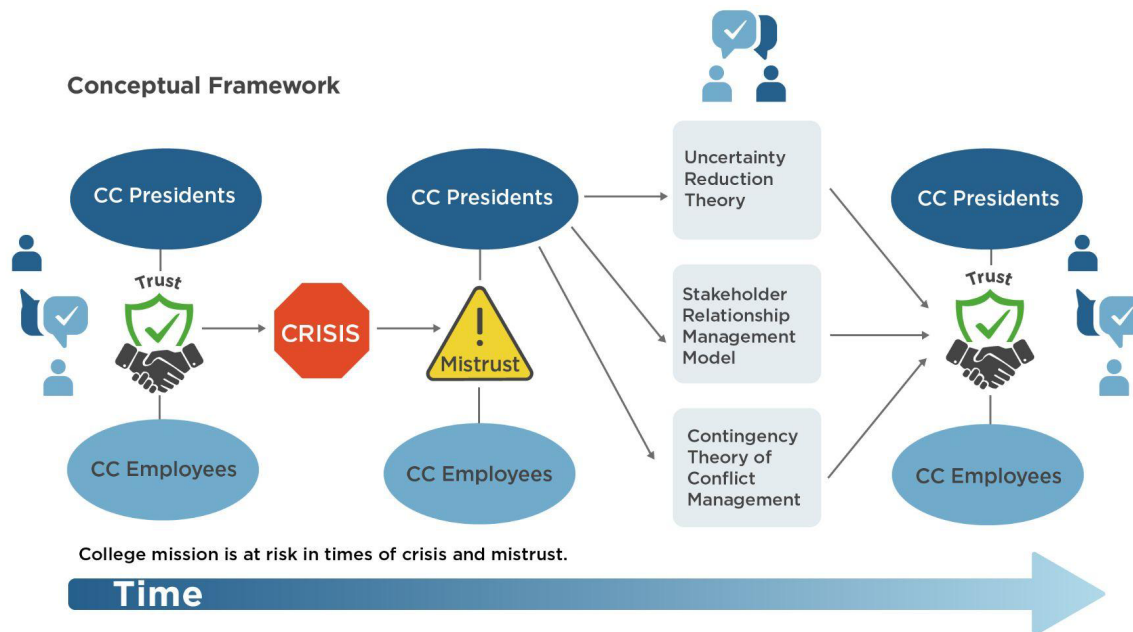 Conceptual Framework
CC Presidents
Trust
CC Employees
CRISIS
CC Presidents
!
Mistrust
CC Employees
Uncertainty
Reduction
Theory
Stakeholder
Relationship
Management
Model
Contingency
Theory of
Conflict
Management
CC Presidents
Trust
CC Employees
College mission is at risk in times of crisis and mistrust.
Time